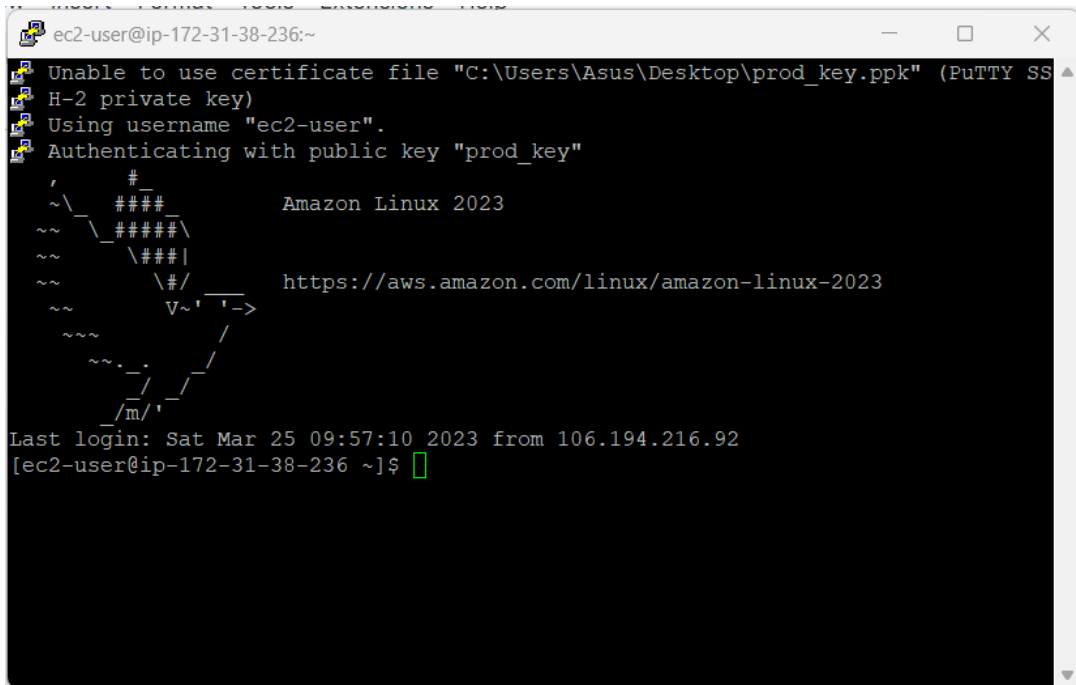 ec2-user@ip-172-31-38-236:~
Unable to use certificate file "C:\Users\Asus\Desktop\prod_key.ppk" (PuTTY SS
H-2 private key)
Using username "ec2-user".
Authenticating with public key "prod_key"
   ,     #_
   ~\_  ####_        Amazon Linux 2023
  ~~  \_#####\
  ~~     \###|
  ~~       \#/ ___   https://aws.amazon.com/linux/amazon-linux-2023
   ~~       V~' '->
    ~~~         /
      ~~._.   _/
         _/ _/
       _/m/'
Last login: Sat Mar 25 09:57:10 2023 from 106.194.216.92
[ec2-user@ip-172-31-38-236 ~]$